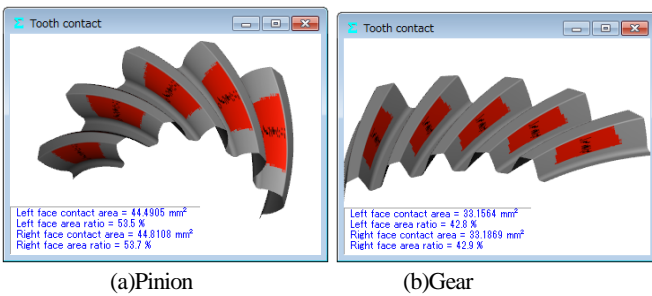 Tooth contact
Left face contact area = 44.4905 mm²
Left face area ratio = 53.5 %
Right face contact area = 44.8108 mm²
Right face area ratio = 53.7 %
Tooth contact
Left face contact area = 33.1564 mm²
Left face area ratio = 42.8 %
Right face contact area = 33.1869 mm²
Right face area ratio = 42.9 %
(a)Pinion
(b)Gear